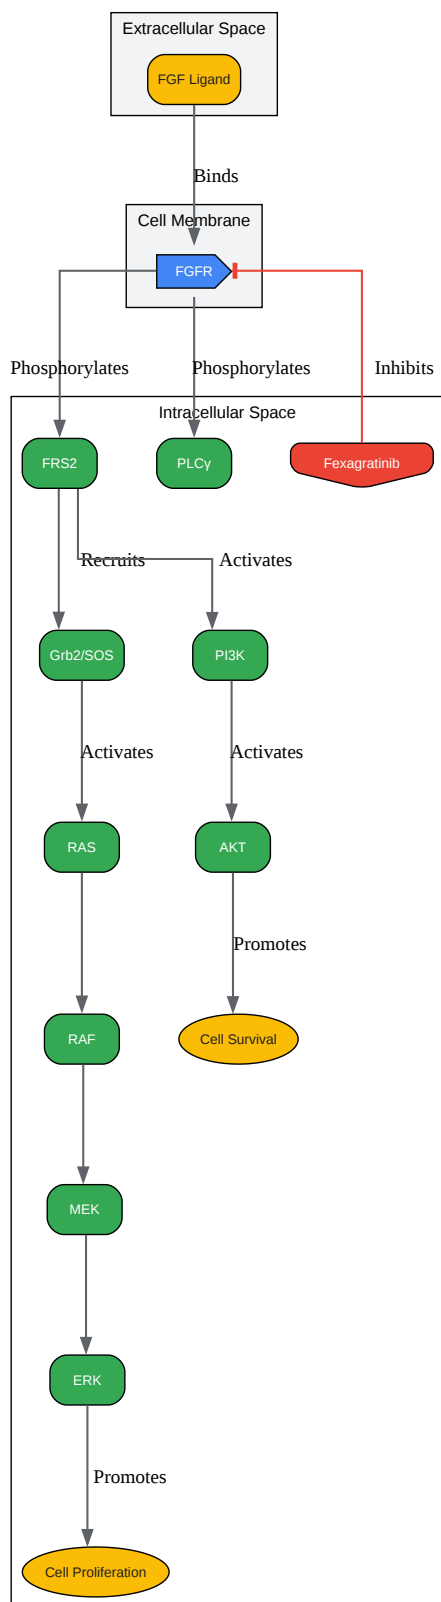 Extracellular Space
FGF Ligand
Binds
Cell Membrane
FGFR
Phosphorylates
Phosphorylates
Inhibits
Intracellular Space
FRS2
PLCγ
Fexagratinib
Recruits
Activates
Grb2/SOS
PI3K
Activates
Activates
RAS
AKT
Promotes
RAF
Cell Survival
MEK
ERK
Promotes
Cell Proliferation